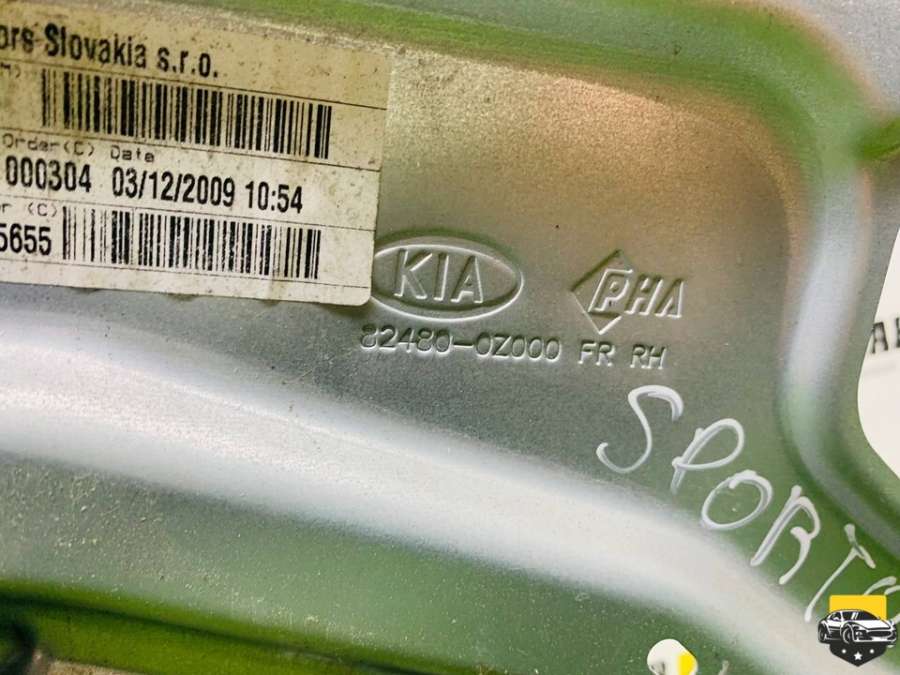 ors Slovakia s.r.o.
Order(C) Date
000304 03/12/2009 10:54
5655
KIA
PHA
82480-0Z000 FR RH
SPORT